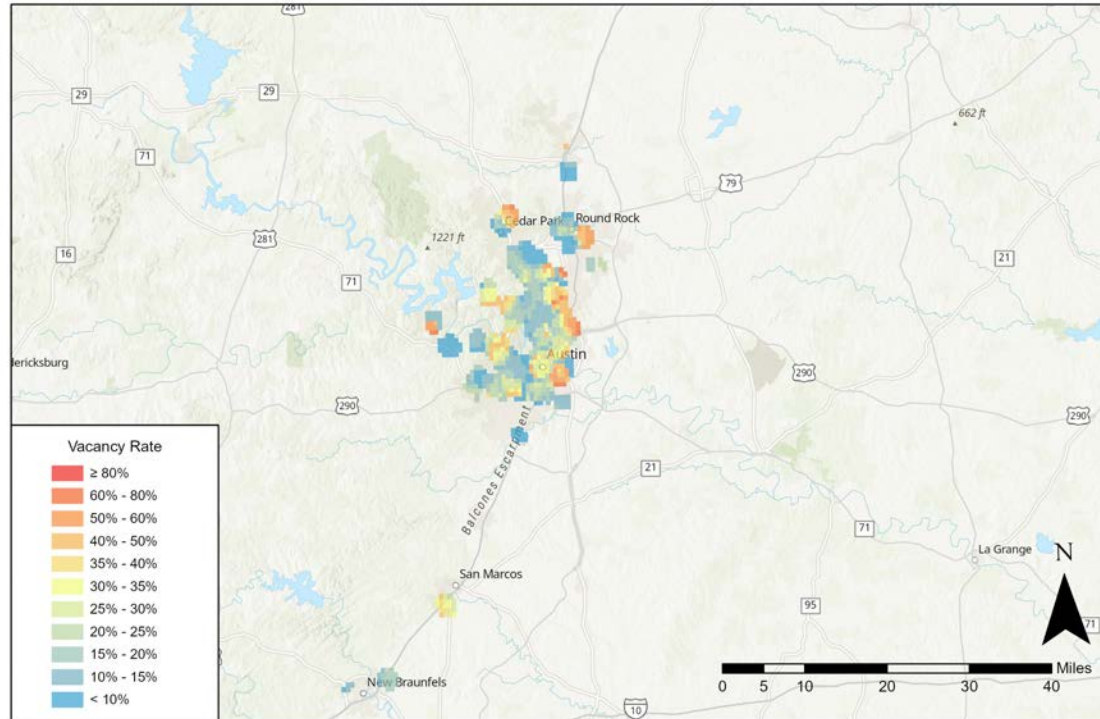 281
29
29
662 ft
71
79
Cedar Park
Round Rock
281
1221 ft
16
21
71
dericksburg
Austin
290
290
290
Balcones Escarpment
21
71
La Grange
San Marcos
95
71
New Braunfels
10
Vacancy Rate
≥ 80%
60% - 80%
50% - 60%
40% - 50%
35% - 40%
30% - 35%
25% - 30%
20% - 25%
15% - 20%
10% - 15%
< 10%
N
Miles
0 5 10 20 30 40